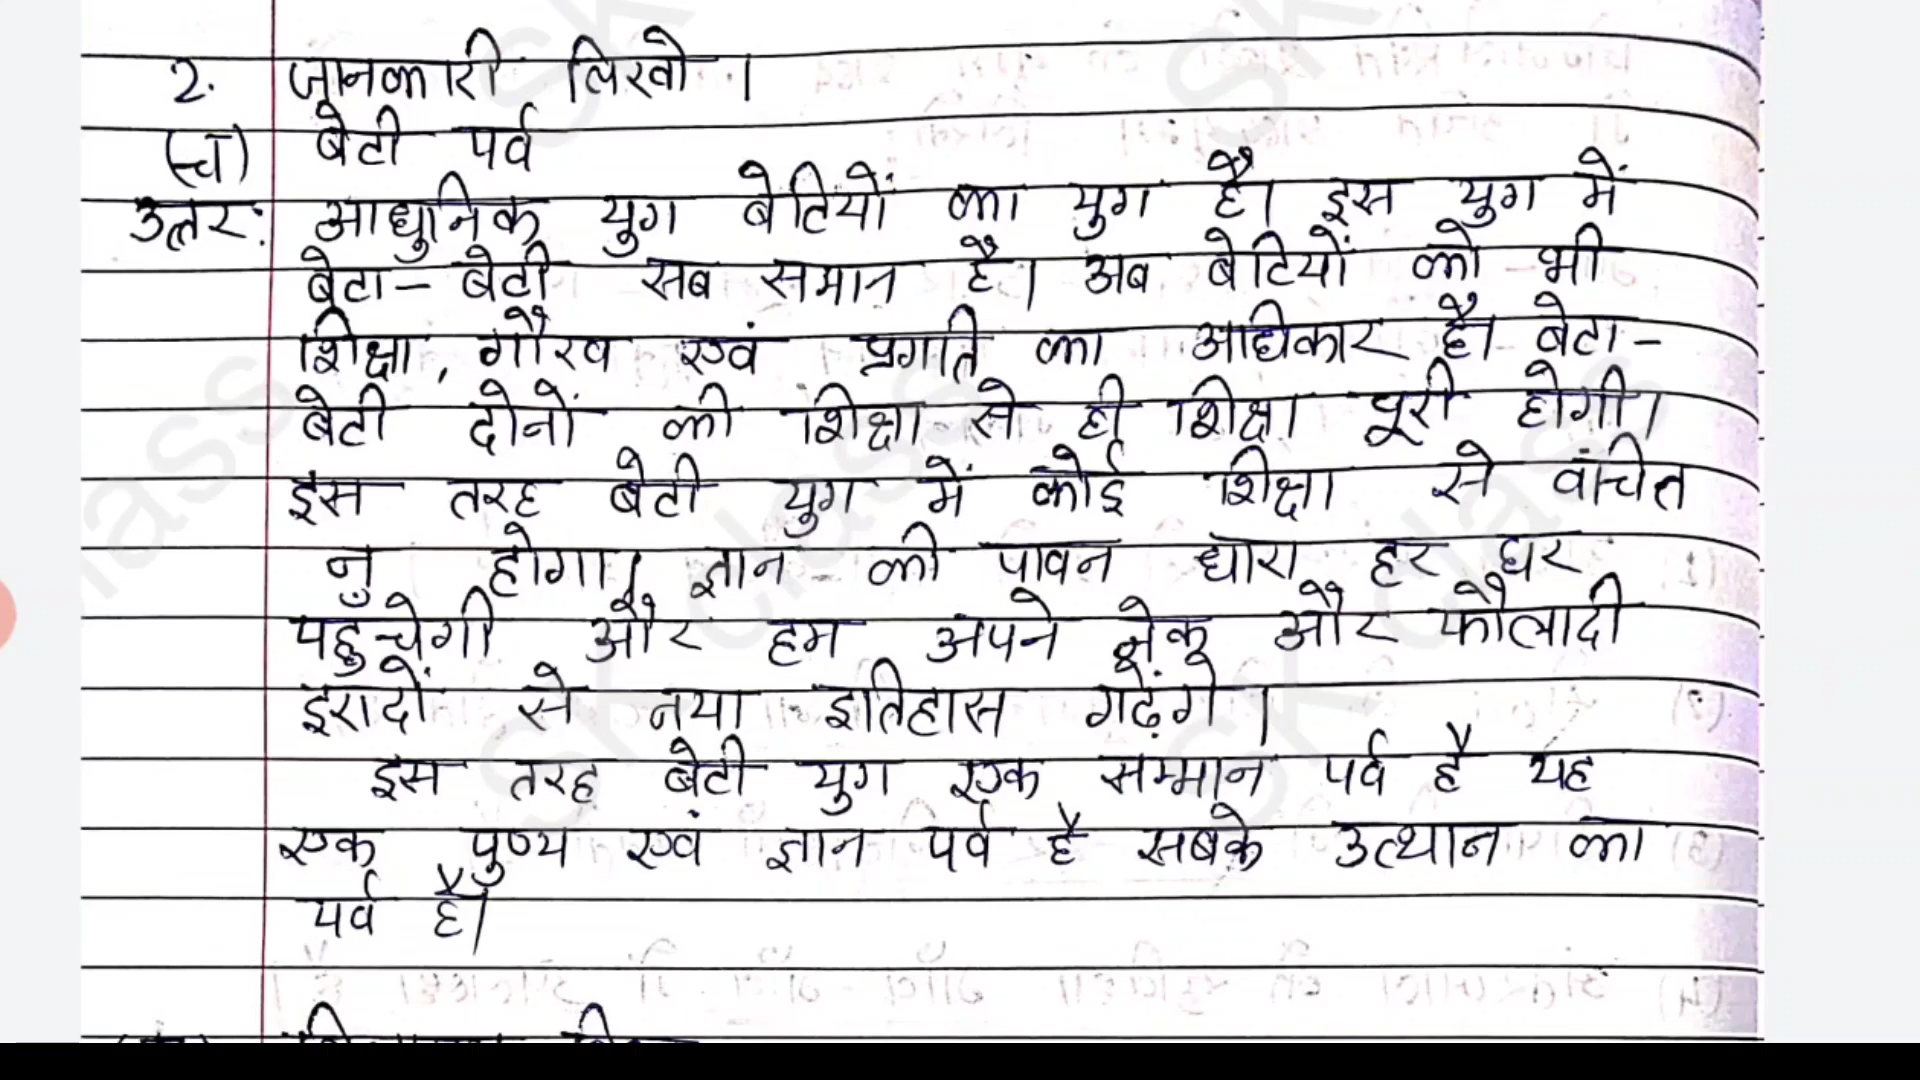 2. जानकारी लिखो।
(च) बेटी पर्व
उत्तर: आधुनिक युग बेटियों का युग है। इस युग में
बेटा - बेटी सब समान है। अब बेटियों को भी
शिक्षा, गौरव एवं प्रगति का अधिकार है। बेटा -
बेटी दोनों की शिक्षा से ही शिक्षा पूरी होगी।
इस तरह बेटी युग में कोई शिक्षा से वंचित
न होगा। ज्ञान की पावन धारा हर घर
पहुँचेगी और हम अपने नेक और फौलादी
इरादों से नया इतिहास गढ़ेंगे।
इस तरह बेटी युग एक सम्मान पर्व है यह
एक पुण्य एवं ज्ञान पर्व है सबके उत्थान का
पर्व है।
SK class